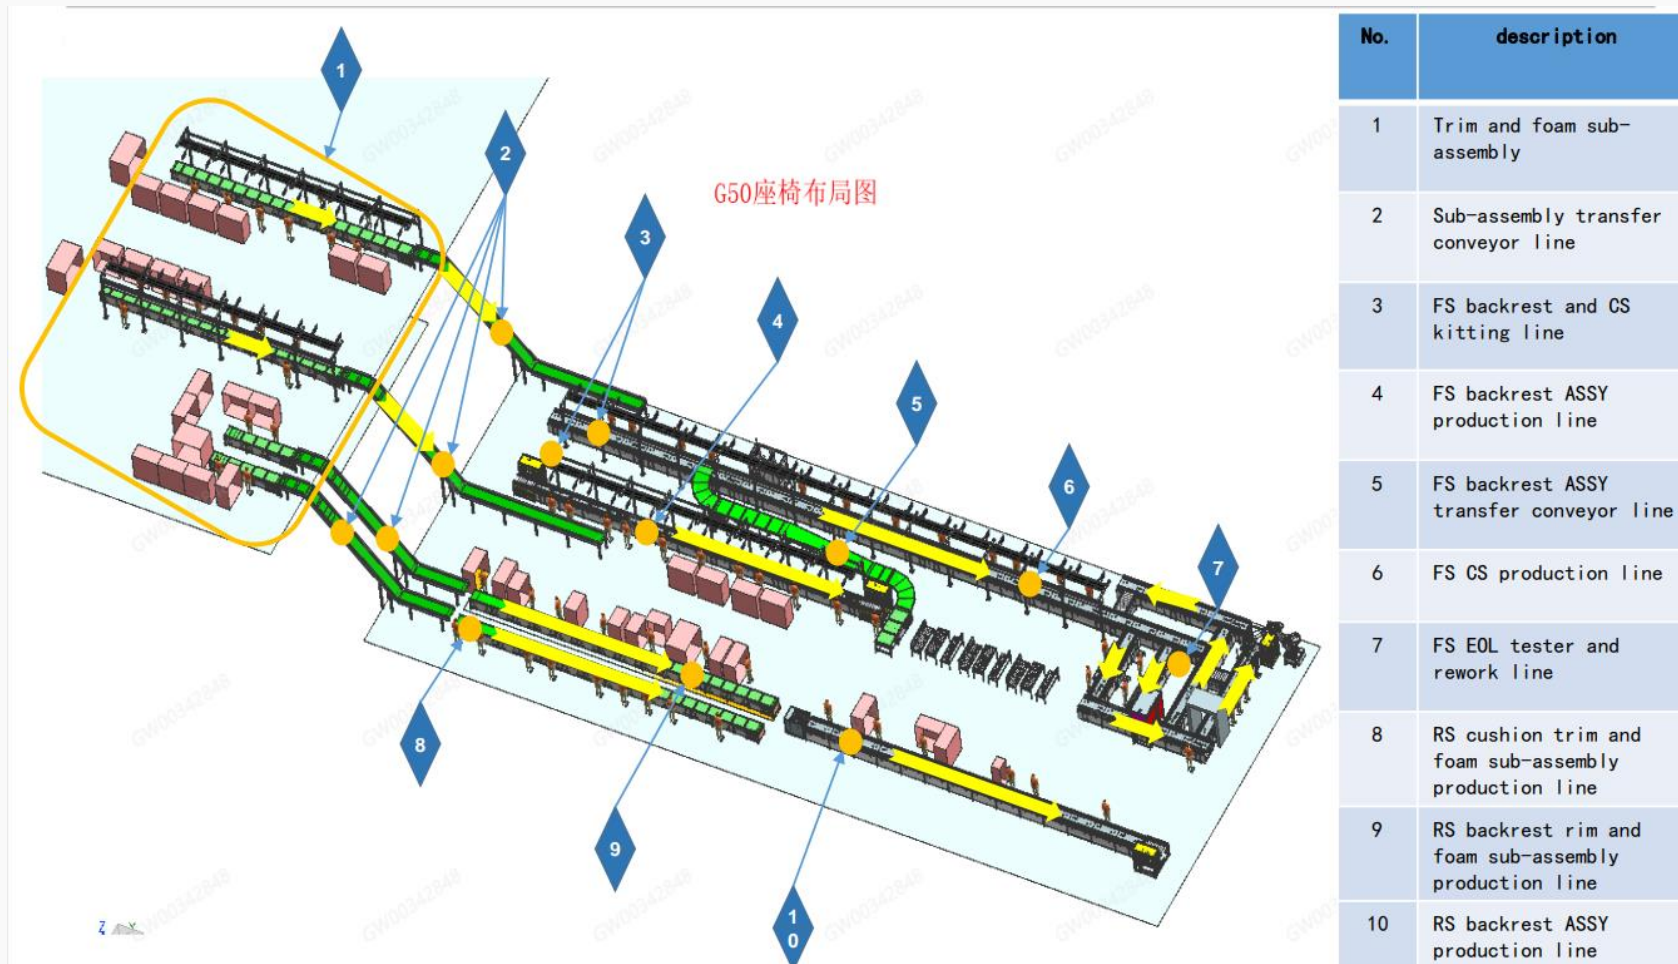 1
2
G50座椅布局图
3
4
5
6
7
8
9
1
0
Z
No. description
1 Trim and foam sub-
assembly
2 Sub-assembly transfer
conveyor line
3 FS backrest and CS
kitting line
4 FS backrest ASSY
production line
5 FS backrest ASSY
transfer conveyor line
6 FS CS production line
7 FS EOL tester and
rework line
8 RS cushion trim and
foam sub-assembly
production line
9 RS backrest rim and
foam sub-assembly
production line
10 RS backrest ASSY
production line
GW00342848